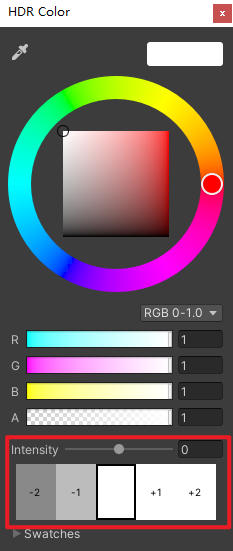 HDR Color
x
RGB 0-1.0
R 1
G 1
B 1
A 1
Intensity 0
-2 -1 +1 +2
Swatches